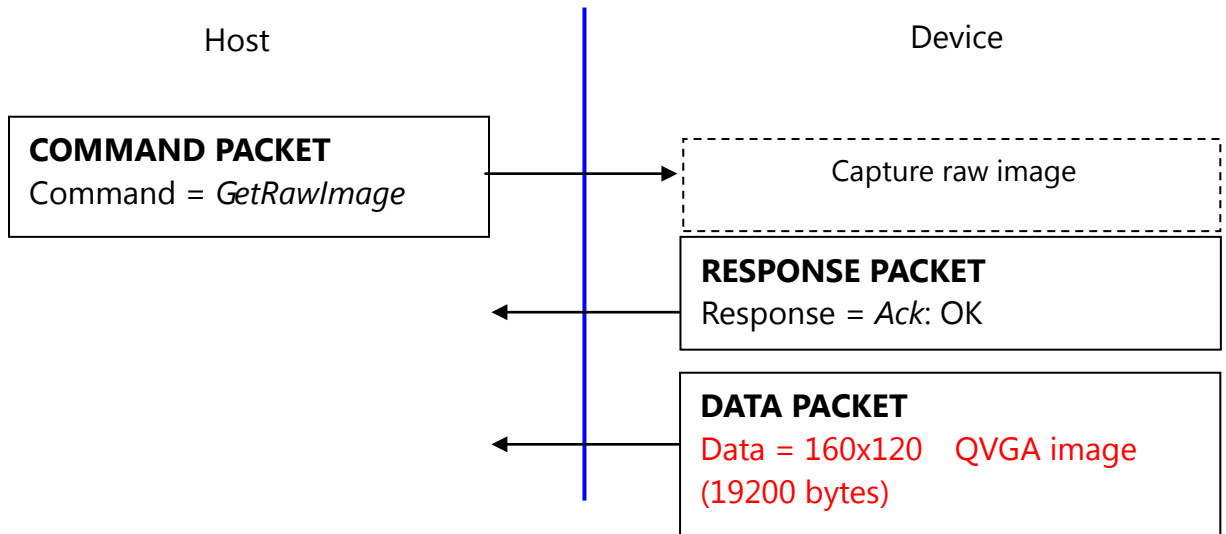 Host
Device
COMMAND PACKET
Command = GetRawImage
Capture raw image
RESPONSE PACKET
Response = Ack: OK
DATA PACKET
Data = 160x120 QVGA image
(19200 bytes)